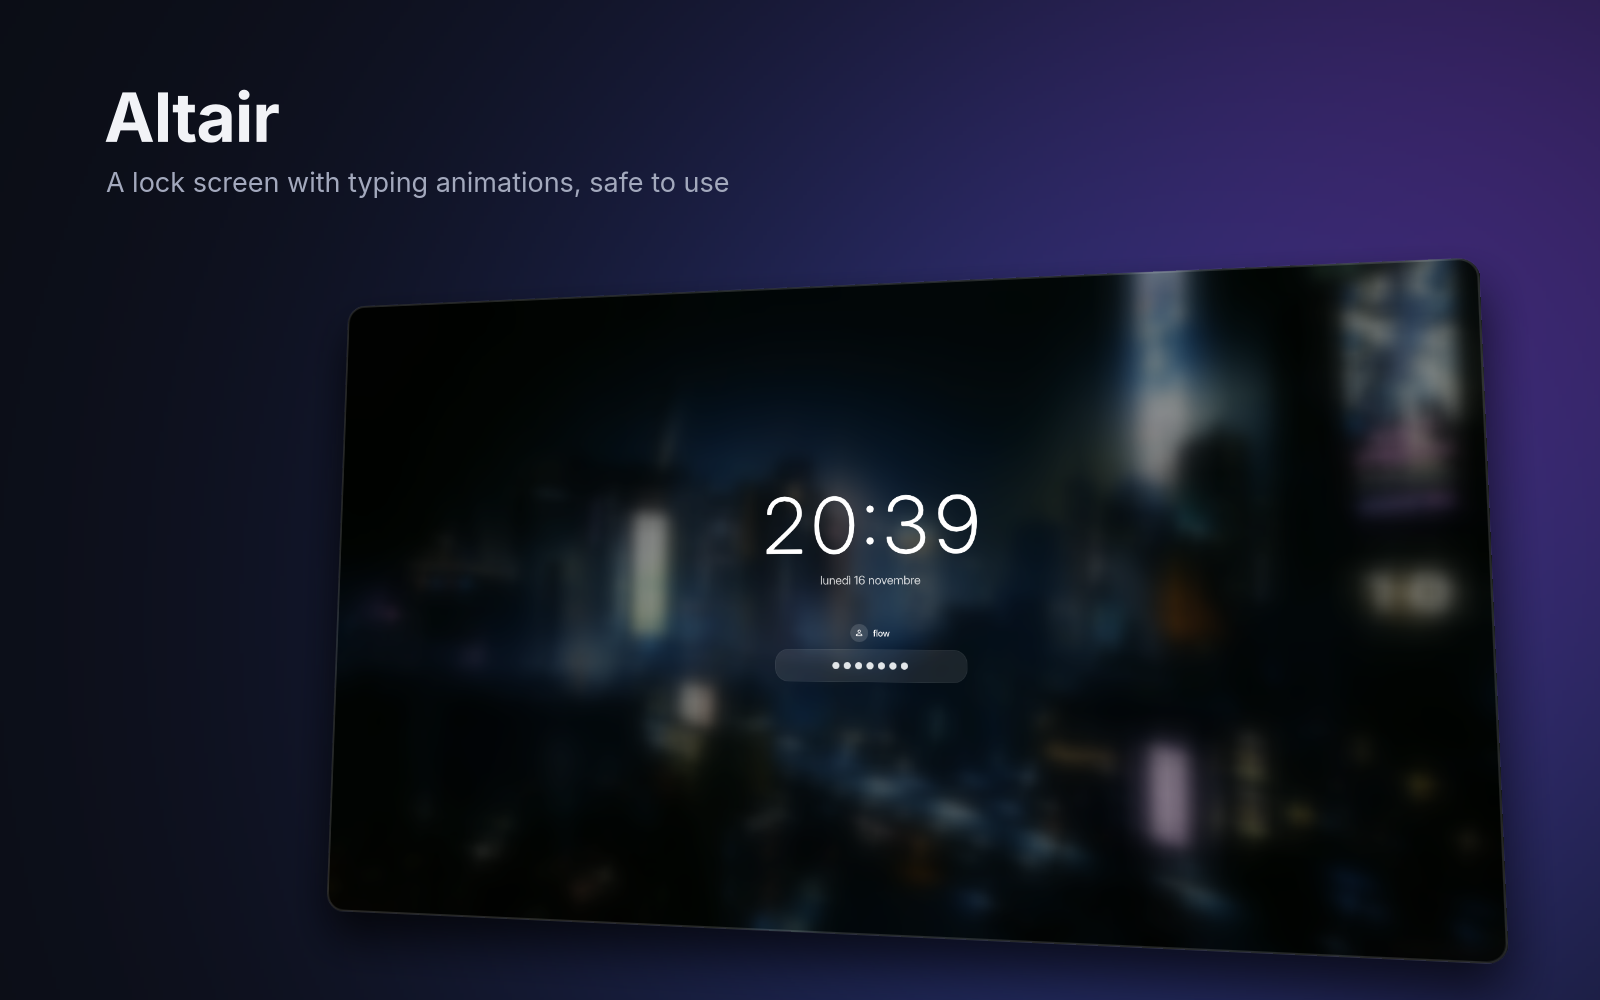 Altair
A lock screen with typing animations, safe to use
20:39
lunedì 16 novembre
flow